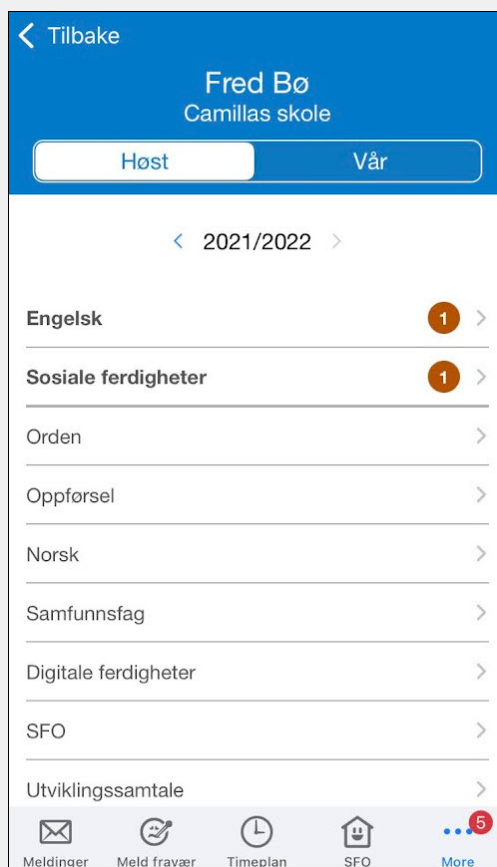 Tilbake
Fred Bø
Camillas skole
Høst Vår
2021/2022
Engelsk 1
Sosiale ferdigheter 1
Orden
Oppførsel
Norsk
Samfunnsfag
Digitale ferdigheter
SFO
Utviklingssamtale
5
Meldinger Meld fravær Timeplan SFO More